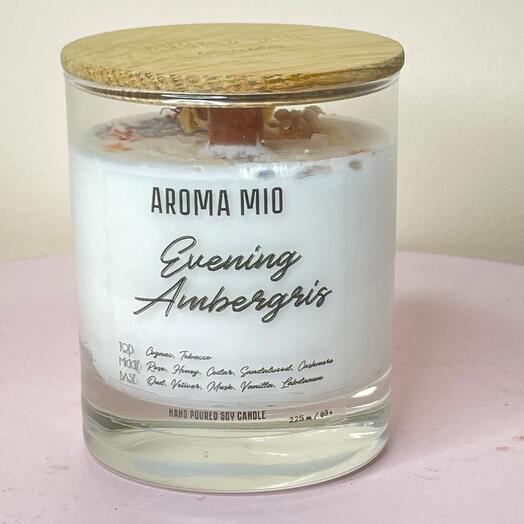 AROMA MIO
Evening
Ambergris
TOP: Cognac, Tobacco
MIDDLE: Rose, Honey, Cedar, Sandalwood, Cashmere
BASE: Oud, Vetiver, Musk, Vanilla, Labdanum
HAND POURED SOY CANDLE